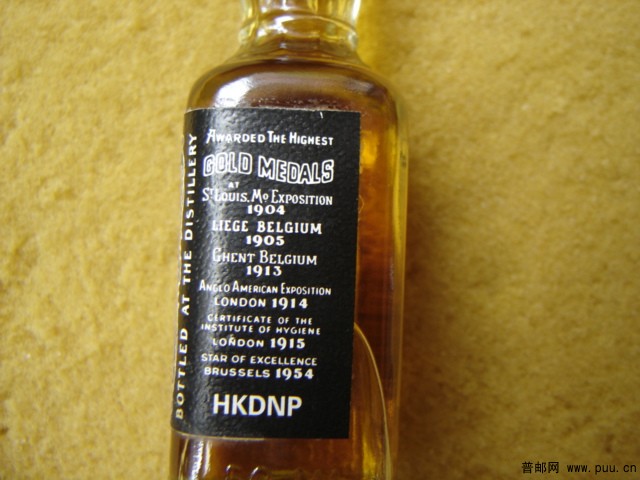 AWARDED THE HIGHEST
GOLD MEDALS
AT
ST LOUIS, MO EXPOSITION
1904
LIEGE BELGIUM
1905
GHENT BELGIUM
1913
ANGLO AMERICAN EXPOSITION
LONDON 1914
CERTIFICATE OF THE
INSTITUTE OF HYGIENE
LONDON 1915
STAR OF EXCELLENCE
BRUSSELS 1954
HKDNP
BOTTLED AT THE DISTILLERY
普邮网 www.puu.cn